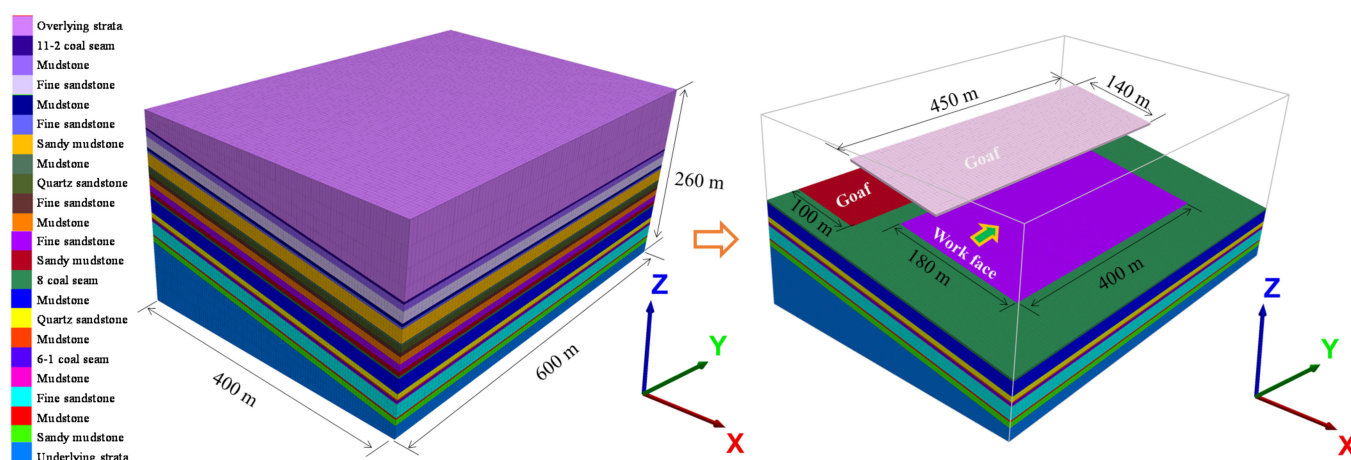 Overlying strata
11-2 coal seam
Mudstone
Fine sandstone
Mudstone
Fine sandstone
Sandy mudstone
Mudstone
Quartz sandstone
Fine sandstone
Mudstone
Fine sandstone
Sandy mudstone
8 coal seam
Mudstone
Quartz sandstone
Mudstone
6-1 coal seam
Mudstone
Fine sandstone
Mudstone
Sandy mudstone
Underlying strata
260 m
400 m
600 m
Z
Y
X
450 m
140 m
Goaf
Goaf
100 m
Work face
180 m
400 m
Z
Y
X